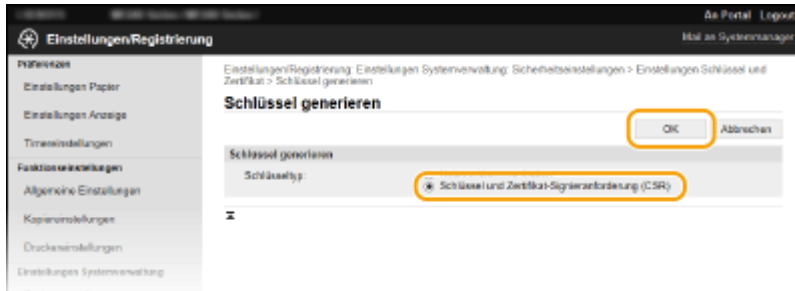 An Portal Logout
Einstellungen/Registrierung
Mail an Systemmanager
Präferenzen
Einstellungen Papier
Einstellungen Anzeige
Timereinstellungen
Funktionseinstellungen
Allgemeine Einstellungen
Kopiereinstellungen
Druckereinstellungen
Einstellungen Systemverwaltung
Einstellungen/Registrierung: Einstellungen Systemverwaltung: Sicherheitseinstellungen > Einstellungen Schlüssel und
Zertifikat > Schlüssel generieren
Schlüssel generieren
OK Abbrechen
Schlüssel generieren
Schlüsseltyp:
Schlüssel und Zertifikat-Signieranforderung (CSR)